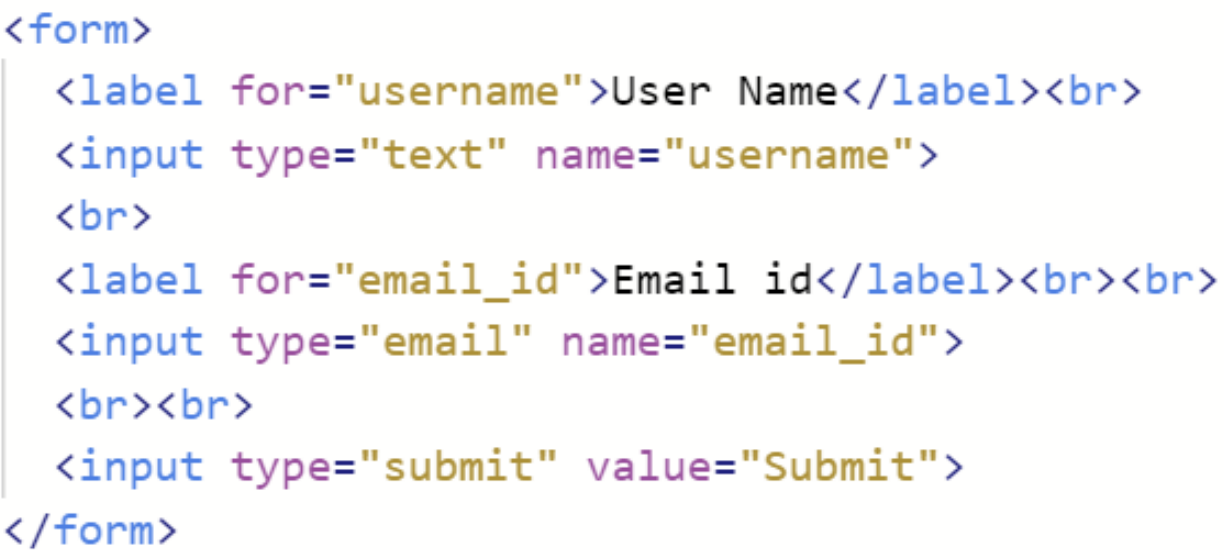 <form>
<label for="username">User Name</label><br>
<input type="text" name="username">
<br>
<label for="email_id">Email id</label><br><br>
<input type="email" name="email_id">
<br><br>
<input type="submit" value="Submit">
</form>